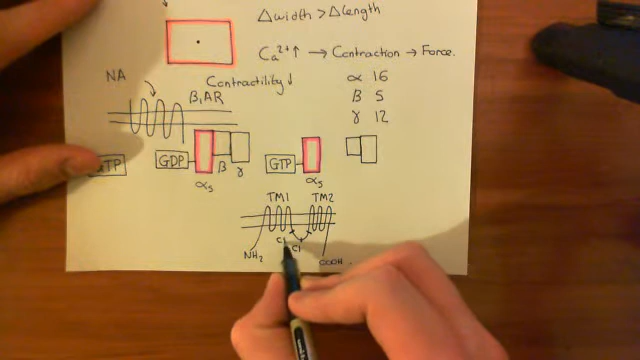 Δwidth > Δlength
Ca²⁺↑ → Contraction → Force.
NA
Contractility ↓
α 16
β 5
γ 12
β₁AR
GTP
GDP
αs
β
γ
GTP
αs
TM1
TM2
C1
C1
NH₂
COOH.